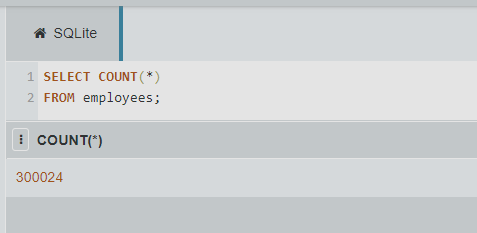 SQLite
1 SELECT COUNT(*)
2 FROM employees;
COUNT(*)
300024